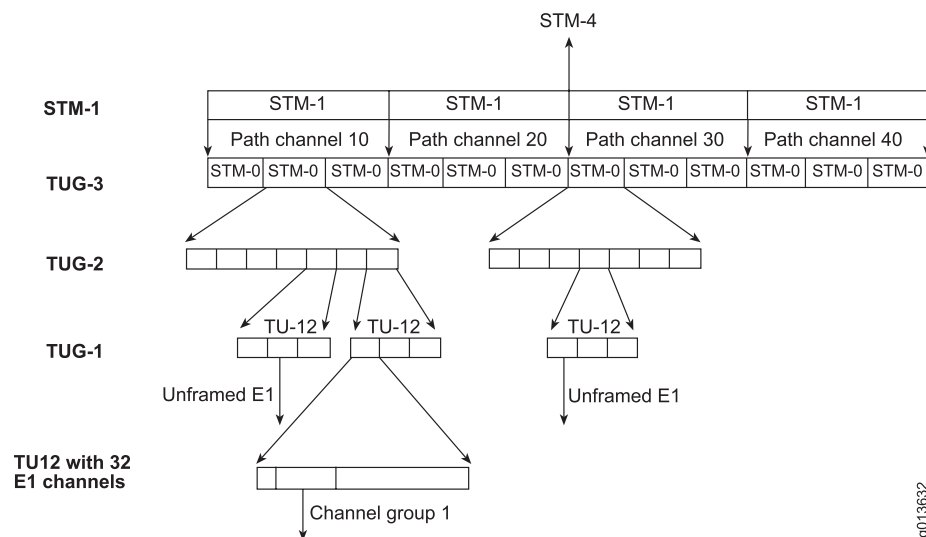 STM-4
STM-1
STM-1 STM-1 STM-1 STM-1
Path channel 10 Path channel 20 Path channel 30 Path channel 40
TUG-3
STM-0 STM-0 STM-0 STM-0 STM-0 STM-0 STM-0 STM-0 STM-0 STM-0 STM-0 STM-0
TUG-2
TU-12 TU-12 TU-12
TUG-1
Unframed E1 Unframed E1
TU12 with 32
E1 channels
Channel group 1
g013632